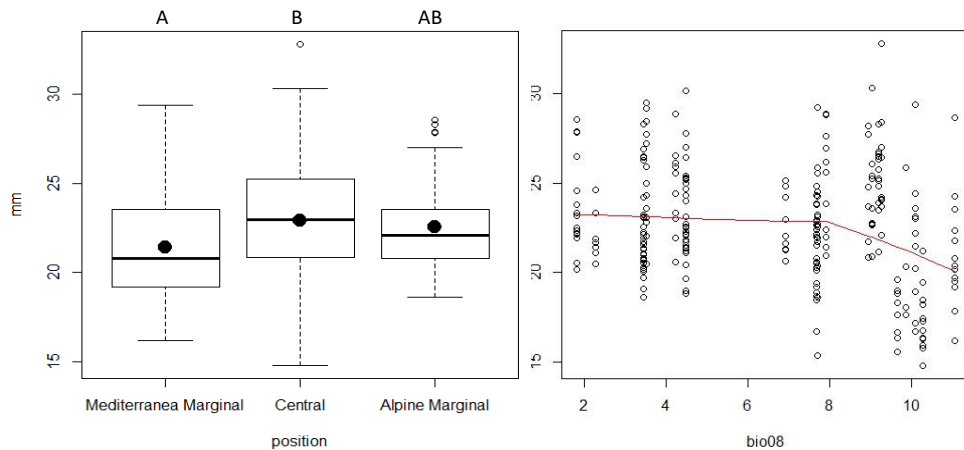 A B AB
mm
30
25
20
15
Mediterranea Marginal Central Alpine Marginal
position
30
25
20
15
2 4 6 8 10
bio08